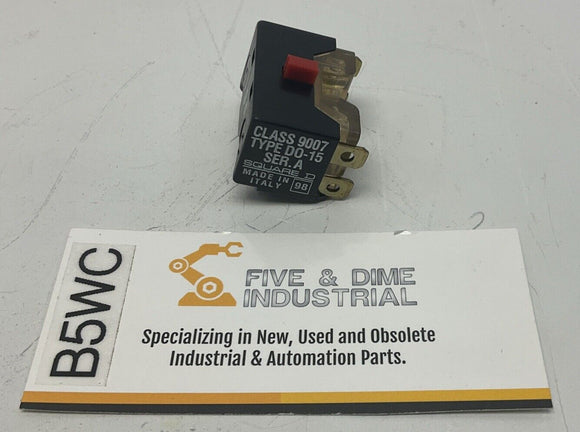 CLASS 9007
TYPE DO-15
SER. A
SQUARE D
MADE IN
ITALY 98
B5WC
FIVE & DIME
INDUSTRIAL
Specializing in New, Used and Obsolete
Industrial & Automation Parts.